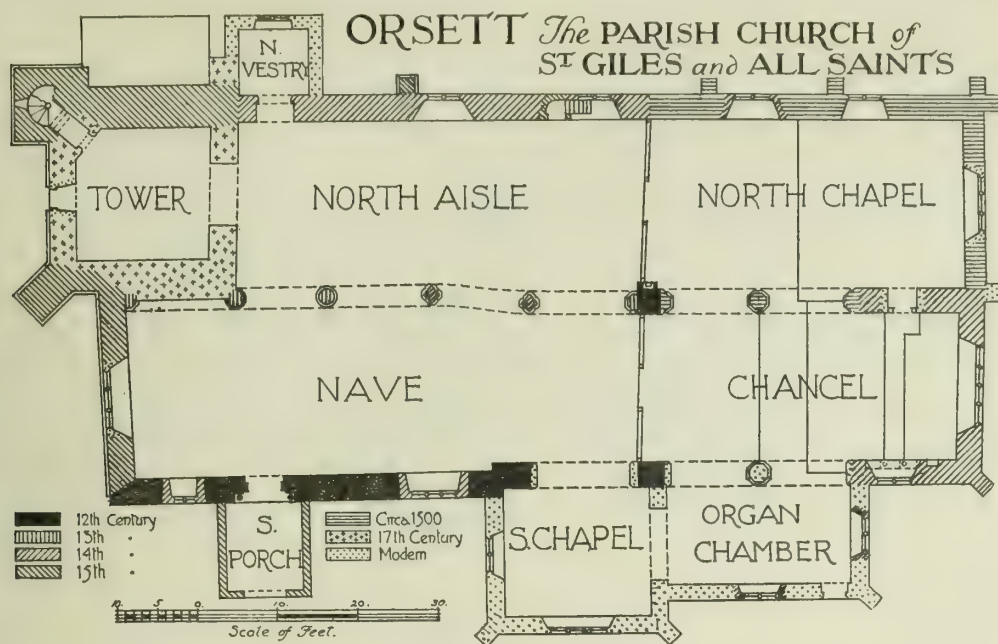 ORSETT The PARISH CHURCH of
ST GILES and ALL SAINTS
N.
VESTRY
TOWER
NORTH AISLE
NORTH CHAPEL
NAVE
CHANCEL
S.
PORCH
S. CHAPEL
ORGAN
CHAMBER
12th Century
13th "
14th "
15th "
Circa 1500
17th Century
Modern
10. 5. 0. 10. 20. 30.
Scale of Feet.